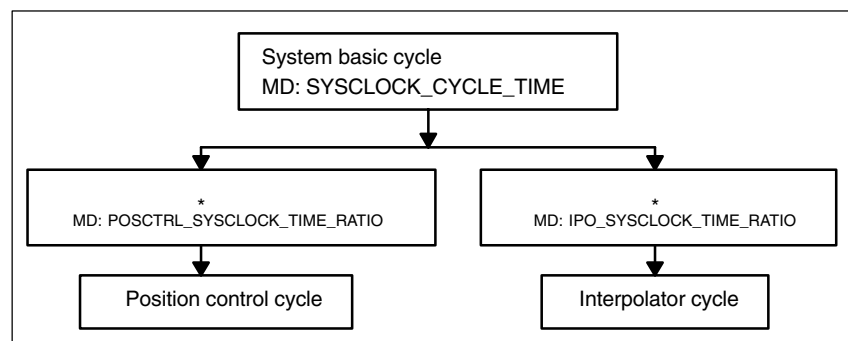 System basic cycle
MD: SYSCLOCK_CYCLE_TIME
*
MD: POSCTRL_SYSCLOCK_TIME_RATIO
*
MD: IPO_SYSCLOCK_TIME_RATIO
Position control cycle
Interpolator cycle